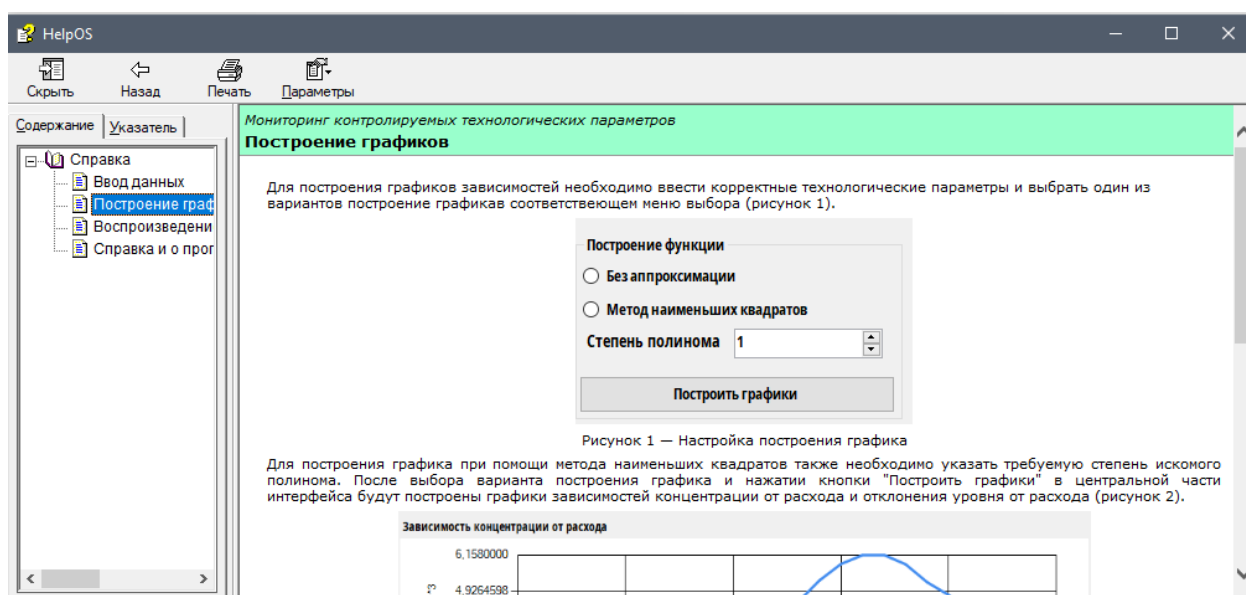 HelpOS
Скрыть Назад Печать Параметры
Содержание Указатель
Справка
Ввод данных
Построение граф
Воспроизведени
Справка и о прог
Мониторинг контролируемых технологических параметров
Построение графиков
Для построения графиков зависимостей необходимо ввести корректные технологические параметры и выбрать один из
вариантов построение графикав соответствеющем меню выбора (рисунок 1).
Построение функции
Без аппроксимации
Метод наименьших квадратов
Степень полинома 1
Построить графики
Рисунок 1 — Настройка построения графика
Для построения графика при помощи метода наименьших квадратов также необходимо указать требуемую степень искомого
полинома. После выбора варианта построения графика и нажатии кнопки "Построить графики" в центральной части
интерфейса будут построены графики зависимостей концентрации от расхода и отклонения уровня от расхода (рисунок 2).
Зависимость концентрации от расхода
6,1580000
4,9264598